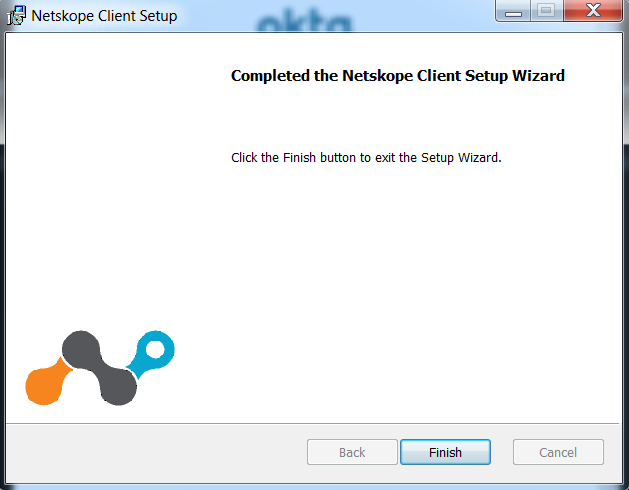 Netskope Client Setup
okta
Completed the Netskope Client Setup Wizard
Click the Finish button to exit the Setup Wizard.
Back
Finish
Cancel